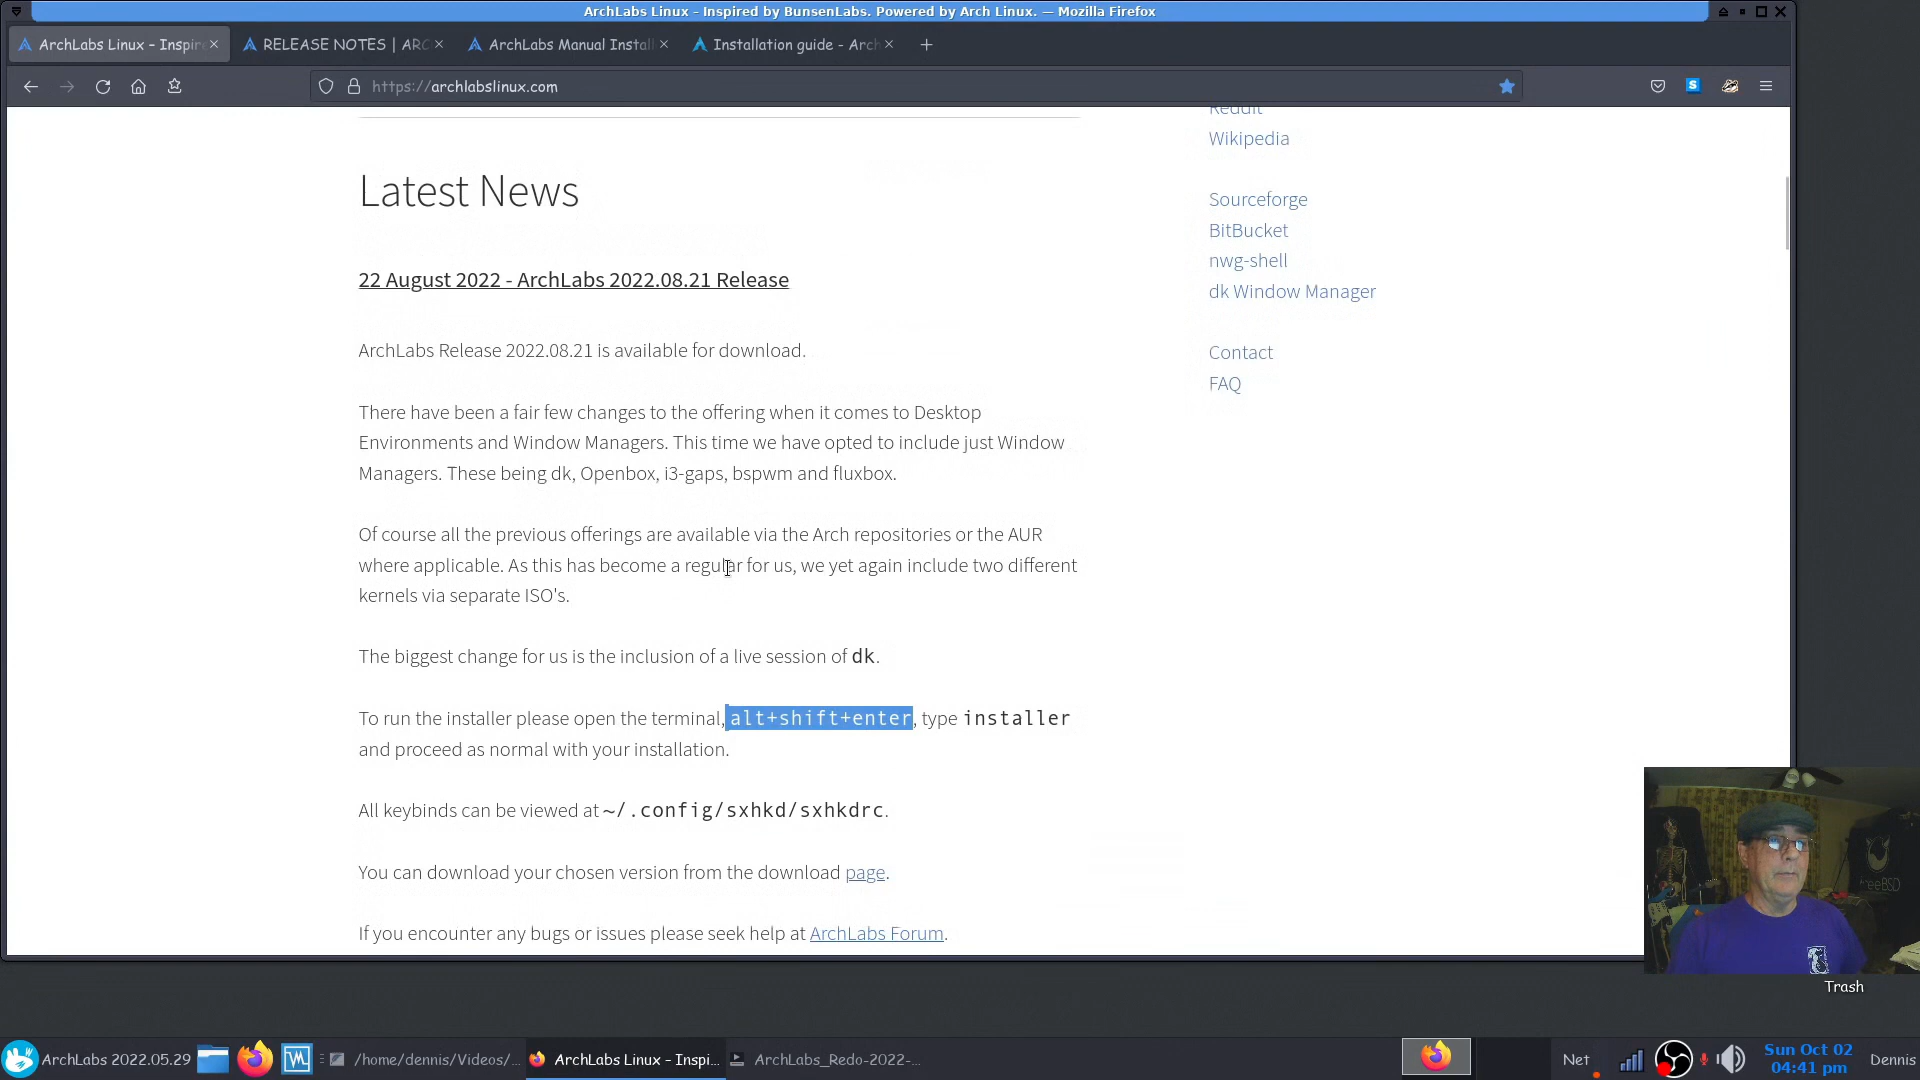 ArchLabs Linux - Inspired by BunsenLabs. Powered by Arch Linux. — Mozilla Firefox
ArchLabs Linux – Inspire
RELEASE NOTES | ARC
ArchLabs Manual Install
Installation guide - Arch
https://archlabslinux.com
Reddit
Wikipedia
Latest News
Sourceforge
BitBucket
nwg-shell
22 August 2022 - ArchLabs 2022.08.21 Release
dk Window Manager
ArchLabs Release 2022.08.21 is available for download.
Contact
FAQ
There have been a fair few changes to the offering when it comes to Desktop
Environments and Window Managers. This time we have opted to include just Window
Managers. These being dk, Openbox, i3-gaps, bspwm and fluxbox.
Of course all the previous offerings are available via the Arch repositories or the AUR
where applicable. As this has become a regular for us, we yet again include two different
kernels via separate ISO's.
The biggest change for us is the inclusion of a live session of dk.
To run the installer please open the terminal, alt+shift+enter, type installer
and proceed as normal with your installation.
All keybinds can be viewed at ~/.config/sxhkd/sxhkdrc.
You can download your chosen version from the download page.
If you encounter any bugs or issues please seek help at ArchLabs Forum.
Trash
ArchLabs 2022.05.29
/home/dennis/Videos/...
ArchLabs Linux – Inspi...
ArchLabs_Redo-2022-...
Net
Sun Oct 02
04:41 pm
Dennis